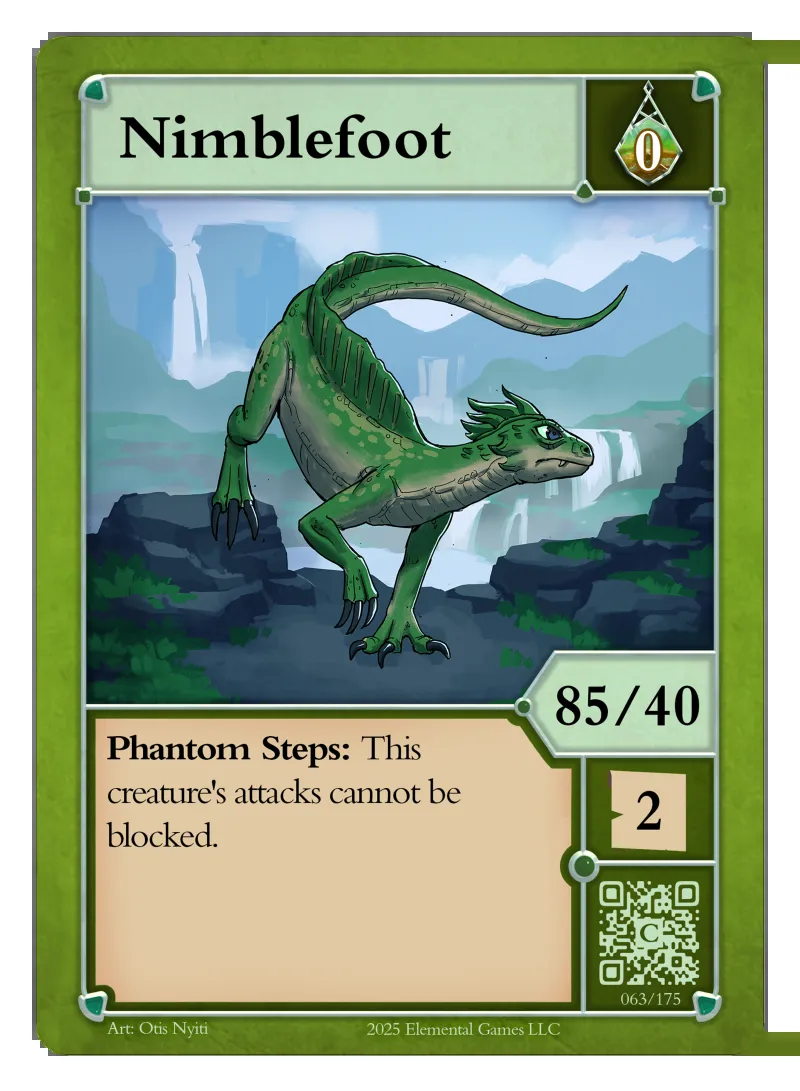 Nimblefoot
0
85/40
Phantom Steps: This
creature's attacks cannot be
blocked.
2
C
063/175
Art: Otis Nyiti
2025 Elemental Games LLC